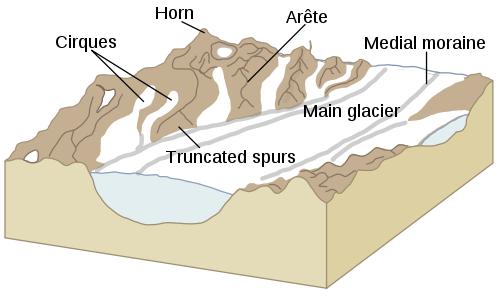 Horn
Arête
Cirques
Medial moraine
Main glacier
Truncated spurs